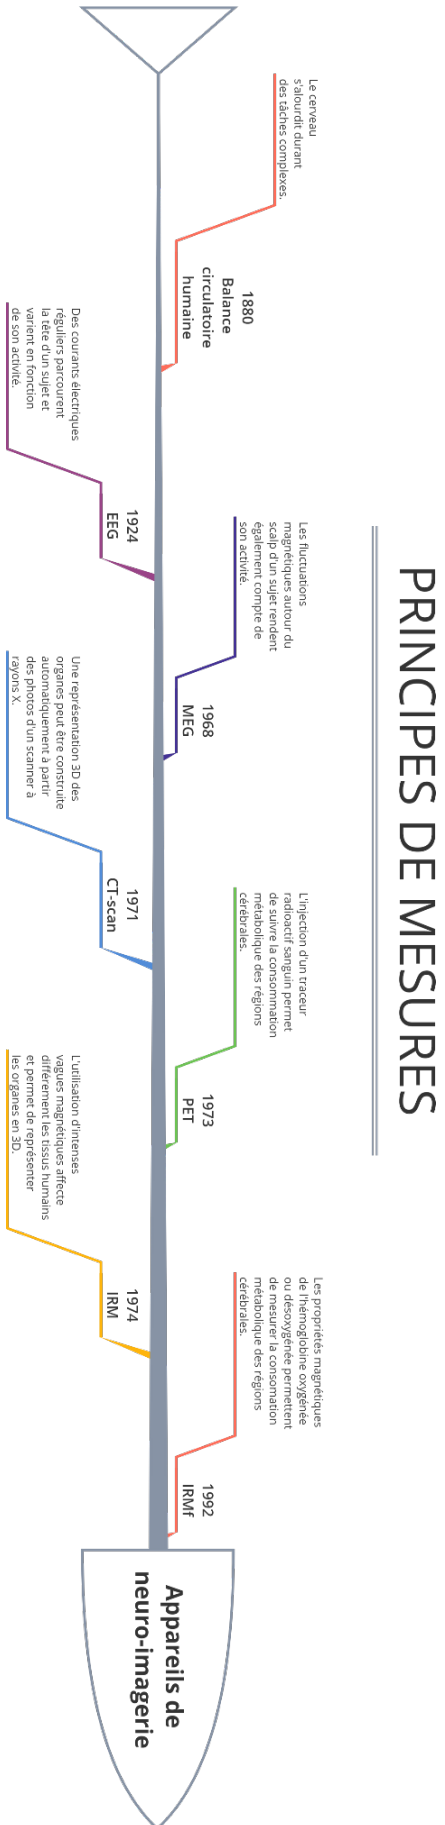 PRINCIPES DE MESURES
Le cerveau
s'alourdit durant
des tâches complexes.
1880
Balance
circulatoire
humaine
Des courants électriques
réguliers parcourent
la tête d'un sujet et
varient en fonction
de son activité.
1924
EEG
Les fluctuations
magnétiques autour du
scalp d'un sujet rendent
également compte de
son activité.
1968
MEG
Une représentation 3D des
organes peut être construite
automatiquement à partir
des photos d'un scanner à
rayons X.
1971
CT-scan
L'injection d'un traceur
radioactif sanguin permet
de suivre la consommation
métabolique des régions
cérébrales.
1973
PET
L'utilisation d'intenses
vagues magnétiques affecte
différement les tissus humains
et permet de représenter
les organes en 3D.
1974
IRM
Les propriétés magnétiques
de l'hémoglobine oxygénée
ou désoxygénée permettent
de mesurer la consomation
métabolique des régions
cérébrales.
1992
IRMf
Appareils de
neuro-imagerie